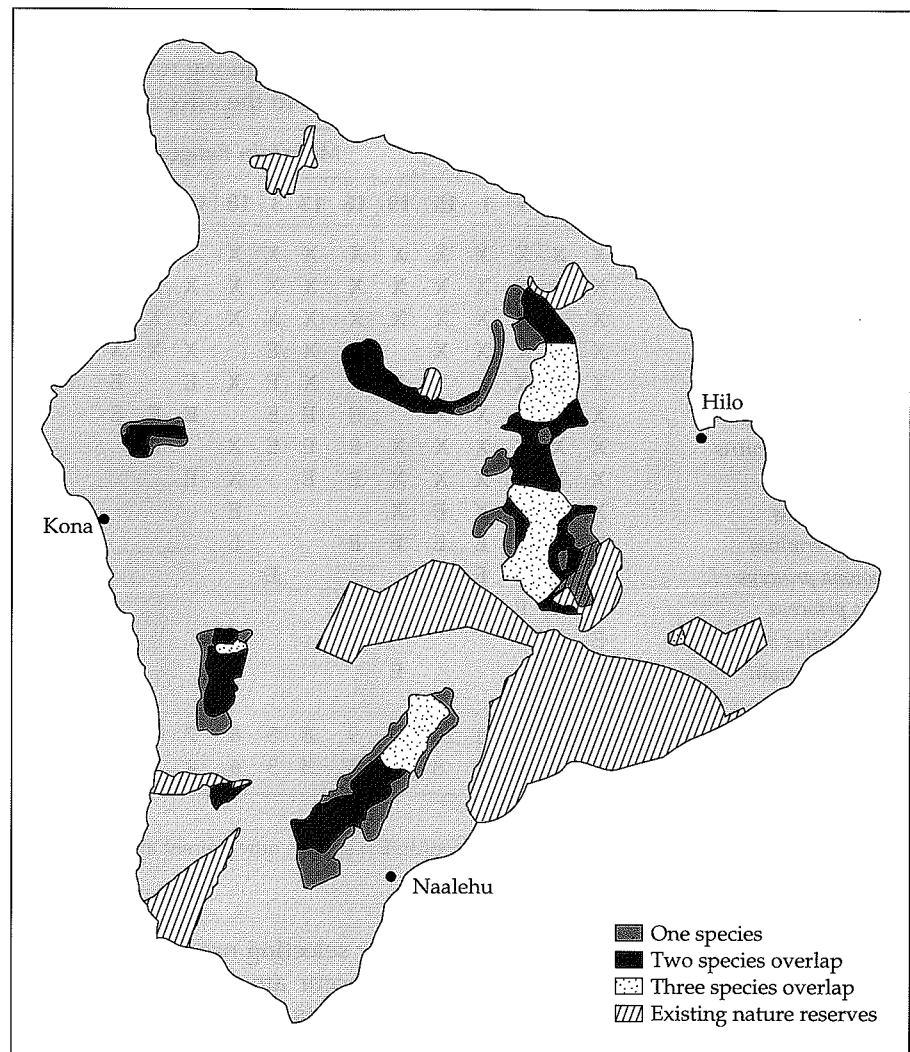 Hilo
Kona
Naalehu
One species
Two species overlap
Three species overlap
Existing nature reserves